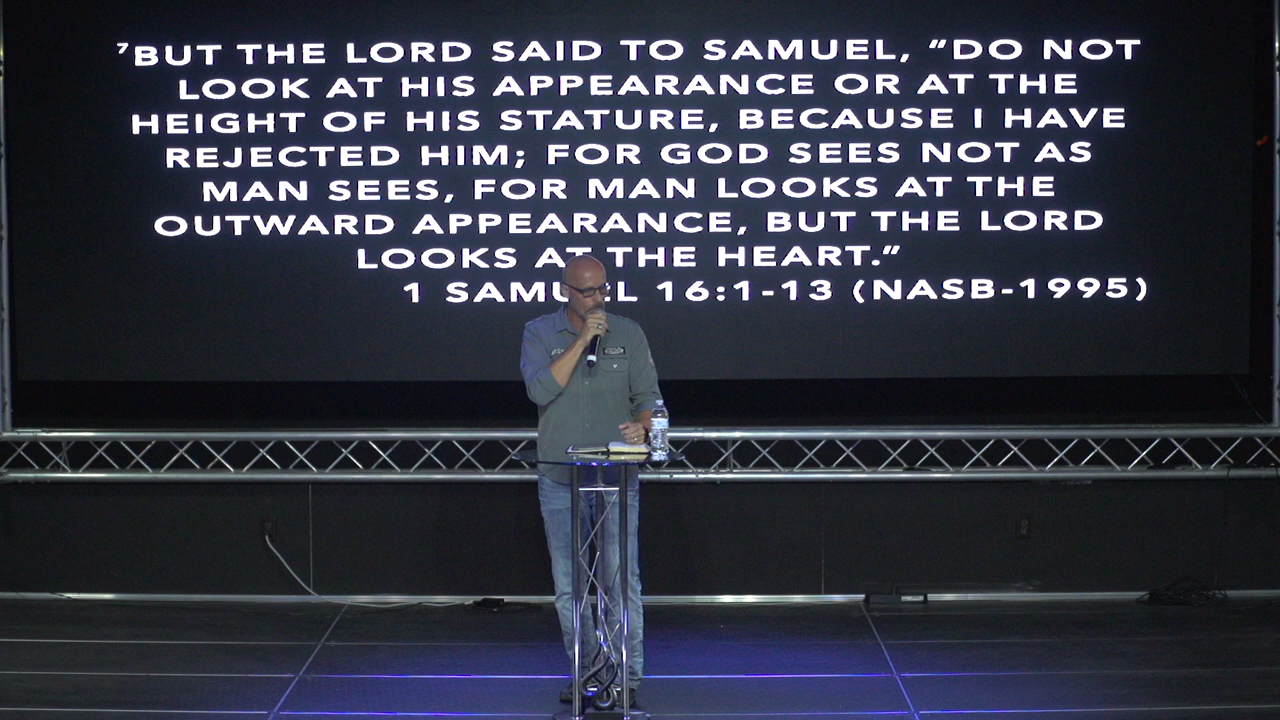 ⁷BUT THE LORD SAID TO SAMUEL, “DO NOT
LOOK AT HIS APPEARANCE OR AT THE
HEIGHT OF HIS STATURE, BECAUSE I HAVE
REJECTED HIM; FOR GOD SEES NOT AS
MAN SEES, FOR MAN LOOKS AT THE
OUTWARD APPEARANCE, BUT THE LORD
LOOKS AT THE HEART.”
1 SAMUEL 16:1-13 (NASB-1995)